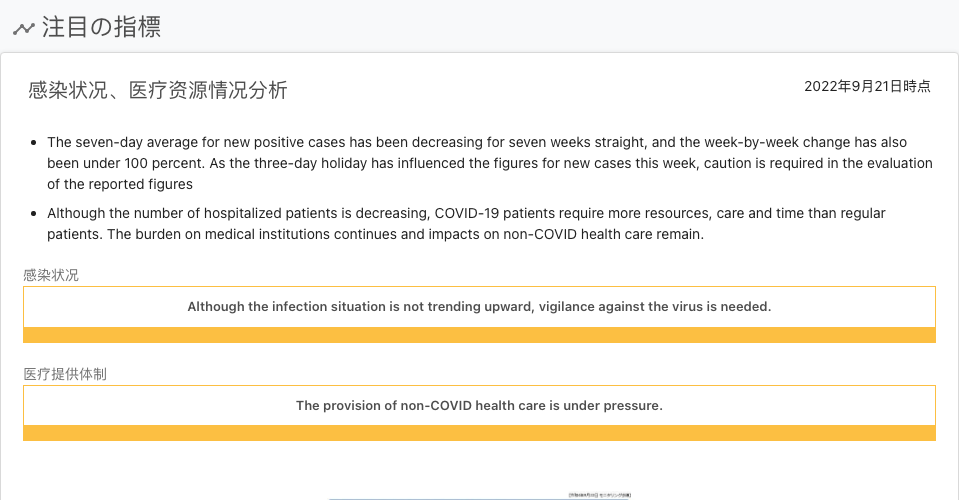 注目の指標
感染状况、医疗资源情况分析
2022年9月21日時点
The seven-day average for new positive cases has been decreasing for seven weeks straight, and the week-by-week change has also
been under 100 percent. As the three-day holiday has influenced the figures for new cases this week, caution is required in the evaluation
of the reported figures
Although the number of hospitalized patients is decreasing, COVID-19 patients require more resources, care and time than regular
patients. The burden on medical institutions continues and impacts on non-COVID health care remain.
感染状况
Although the infection situation is not trending upward, vigilance against the virus is needed.
医疗提供体制
The provision of non-COVID health care is under pressure.